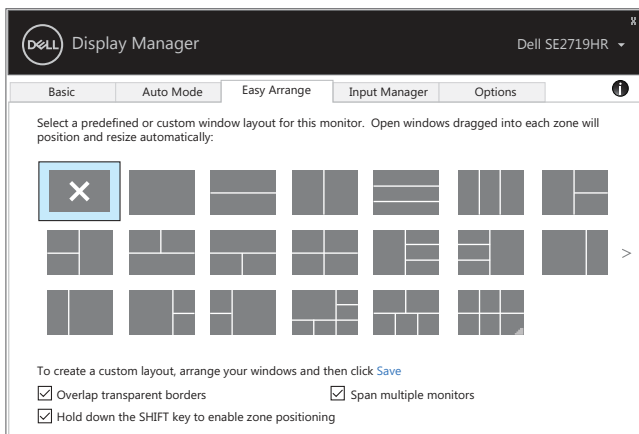 x
DELL Display Manager Dell SE2719HR
Basic Auto Mode Easy Arrange Input Manager Options i
Select a predefined or custom window layout for this monitor. Open windows dragged into each zone will
position and resize automatically:
>
To create a custom layout, arrange your windows and then click Save
Overlap transparent borders Span multiple monitors
Hold down the SHIFT key to enable zone positioning